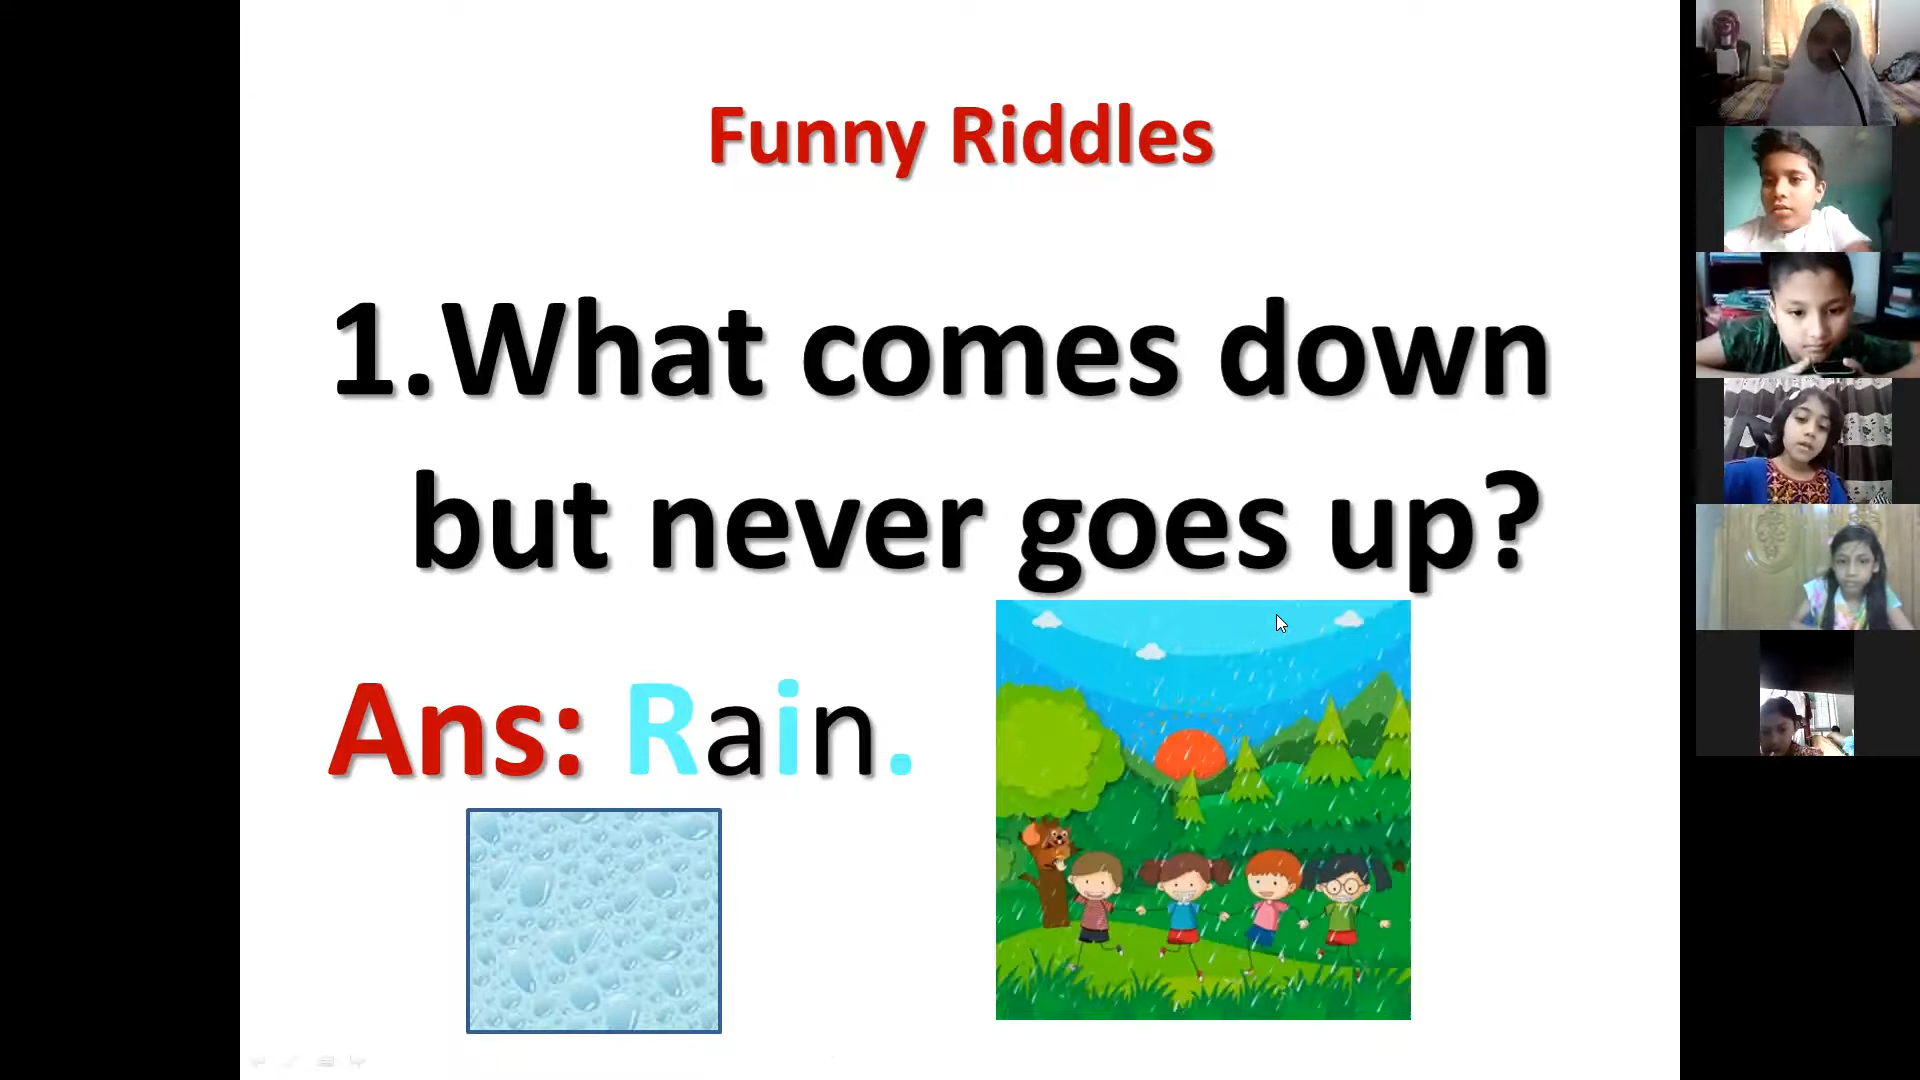 Funny Riddles
1.What comes down
but never goes up?
Ans: Rain.